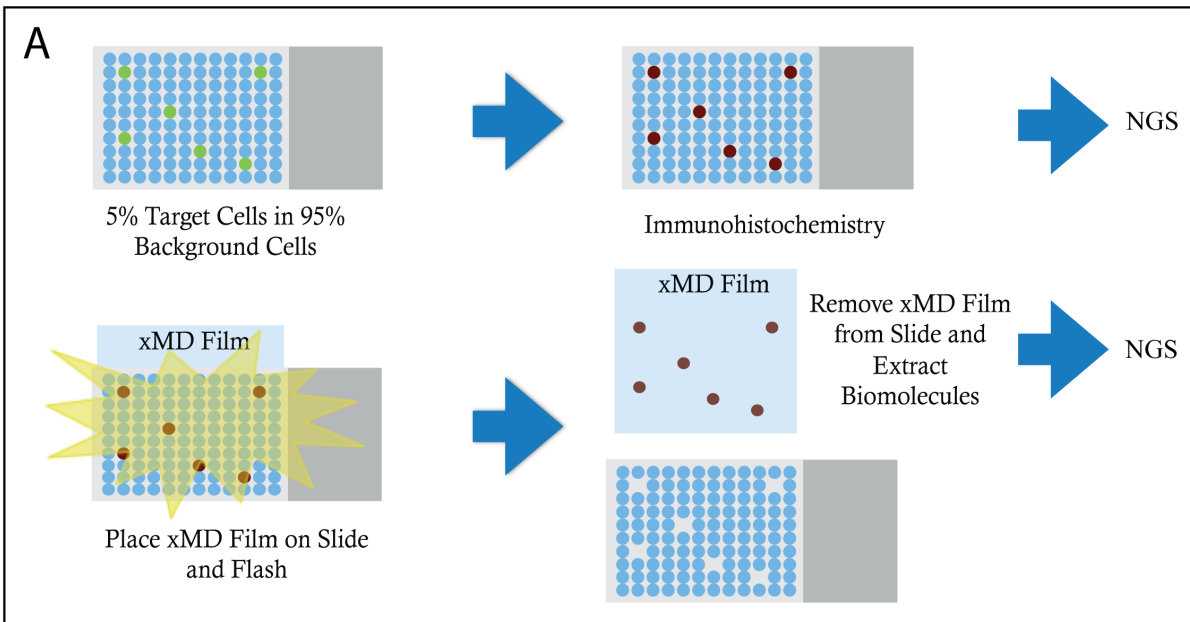 A
5% Target Cells in 95%
Background Cells
Immunohistochemistry
NGS
xMD Film
Place xMD Film on Slide
and Flash
xMD Film
Remove xMD Film
from Slide and
Extract
Biomolecules
NGS